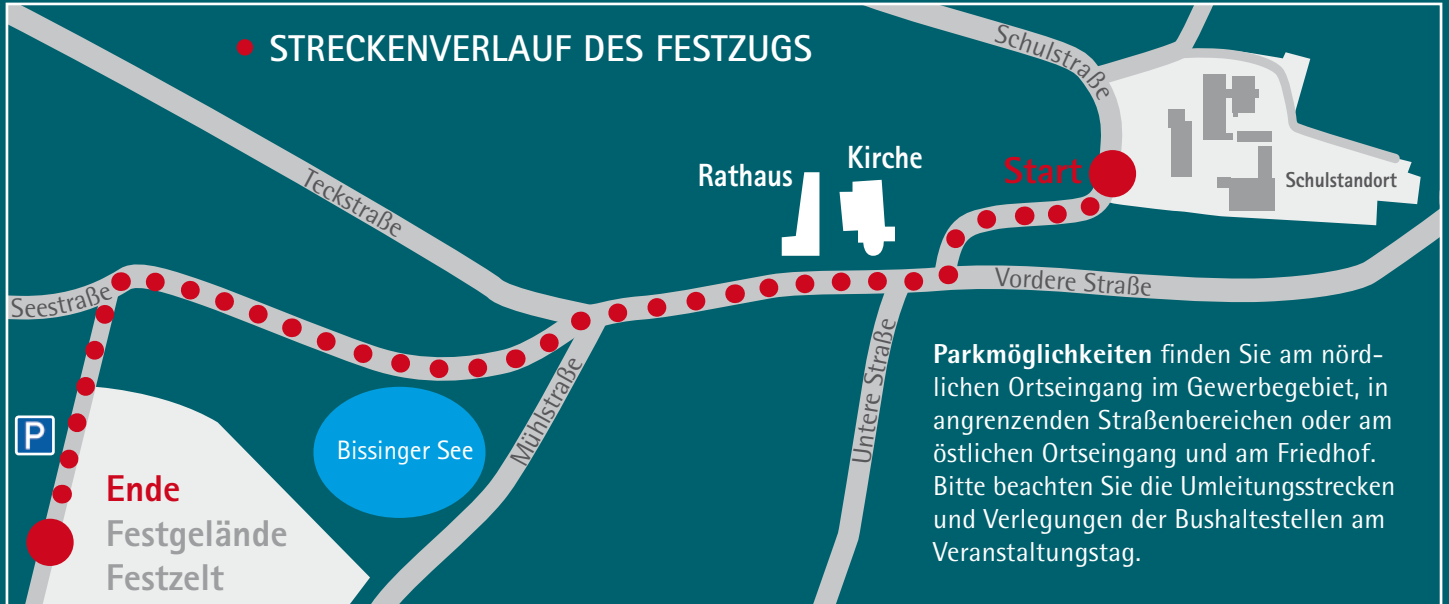 STRECKENVERLAUF DES FESTZUGS
Schulstraße
Kirche
Rathaus
Start
Schulstandort
Teckstraße
Seestraße
Vordere Straße
Untere Straße
Mühlstraße
Bissinger See
P
Ende
Festgelände
Festzelt
Parkmöglichkeiten finden Sie am nörd-
lichen Ortseingang im Gewerbegebiet, in
angrenzenden Straßenbereichen oder am
östlichen Ortseingang und am Friedhof.
Bitte beachten Sie die Umleitungsstrecken
und Verlegungen der Bushaltestellen am
Veranstaltungstag.